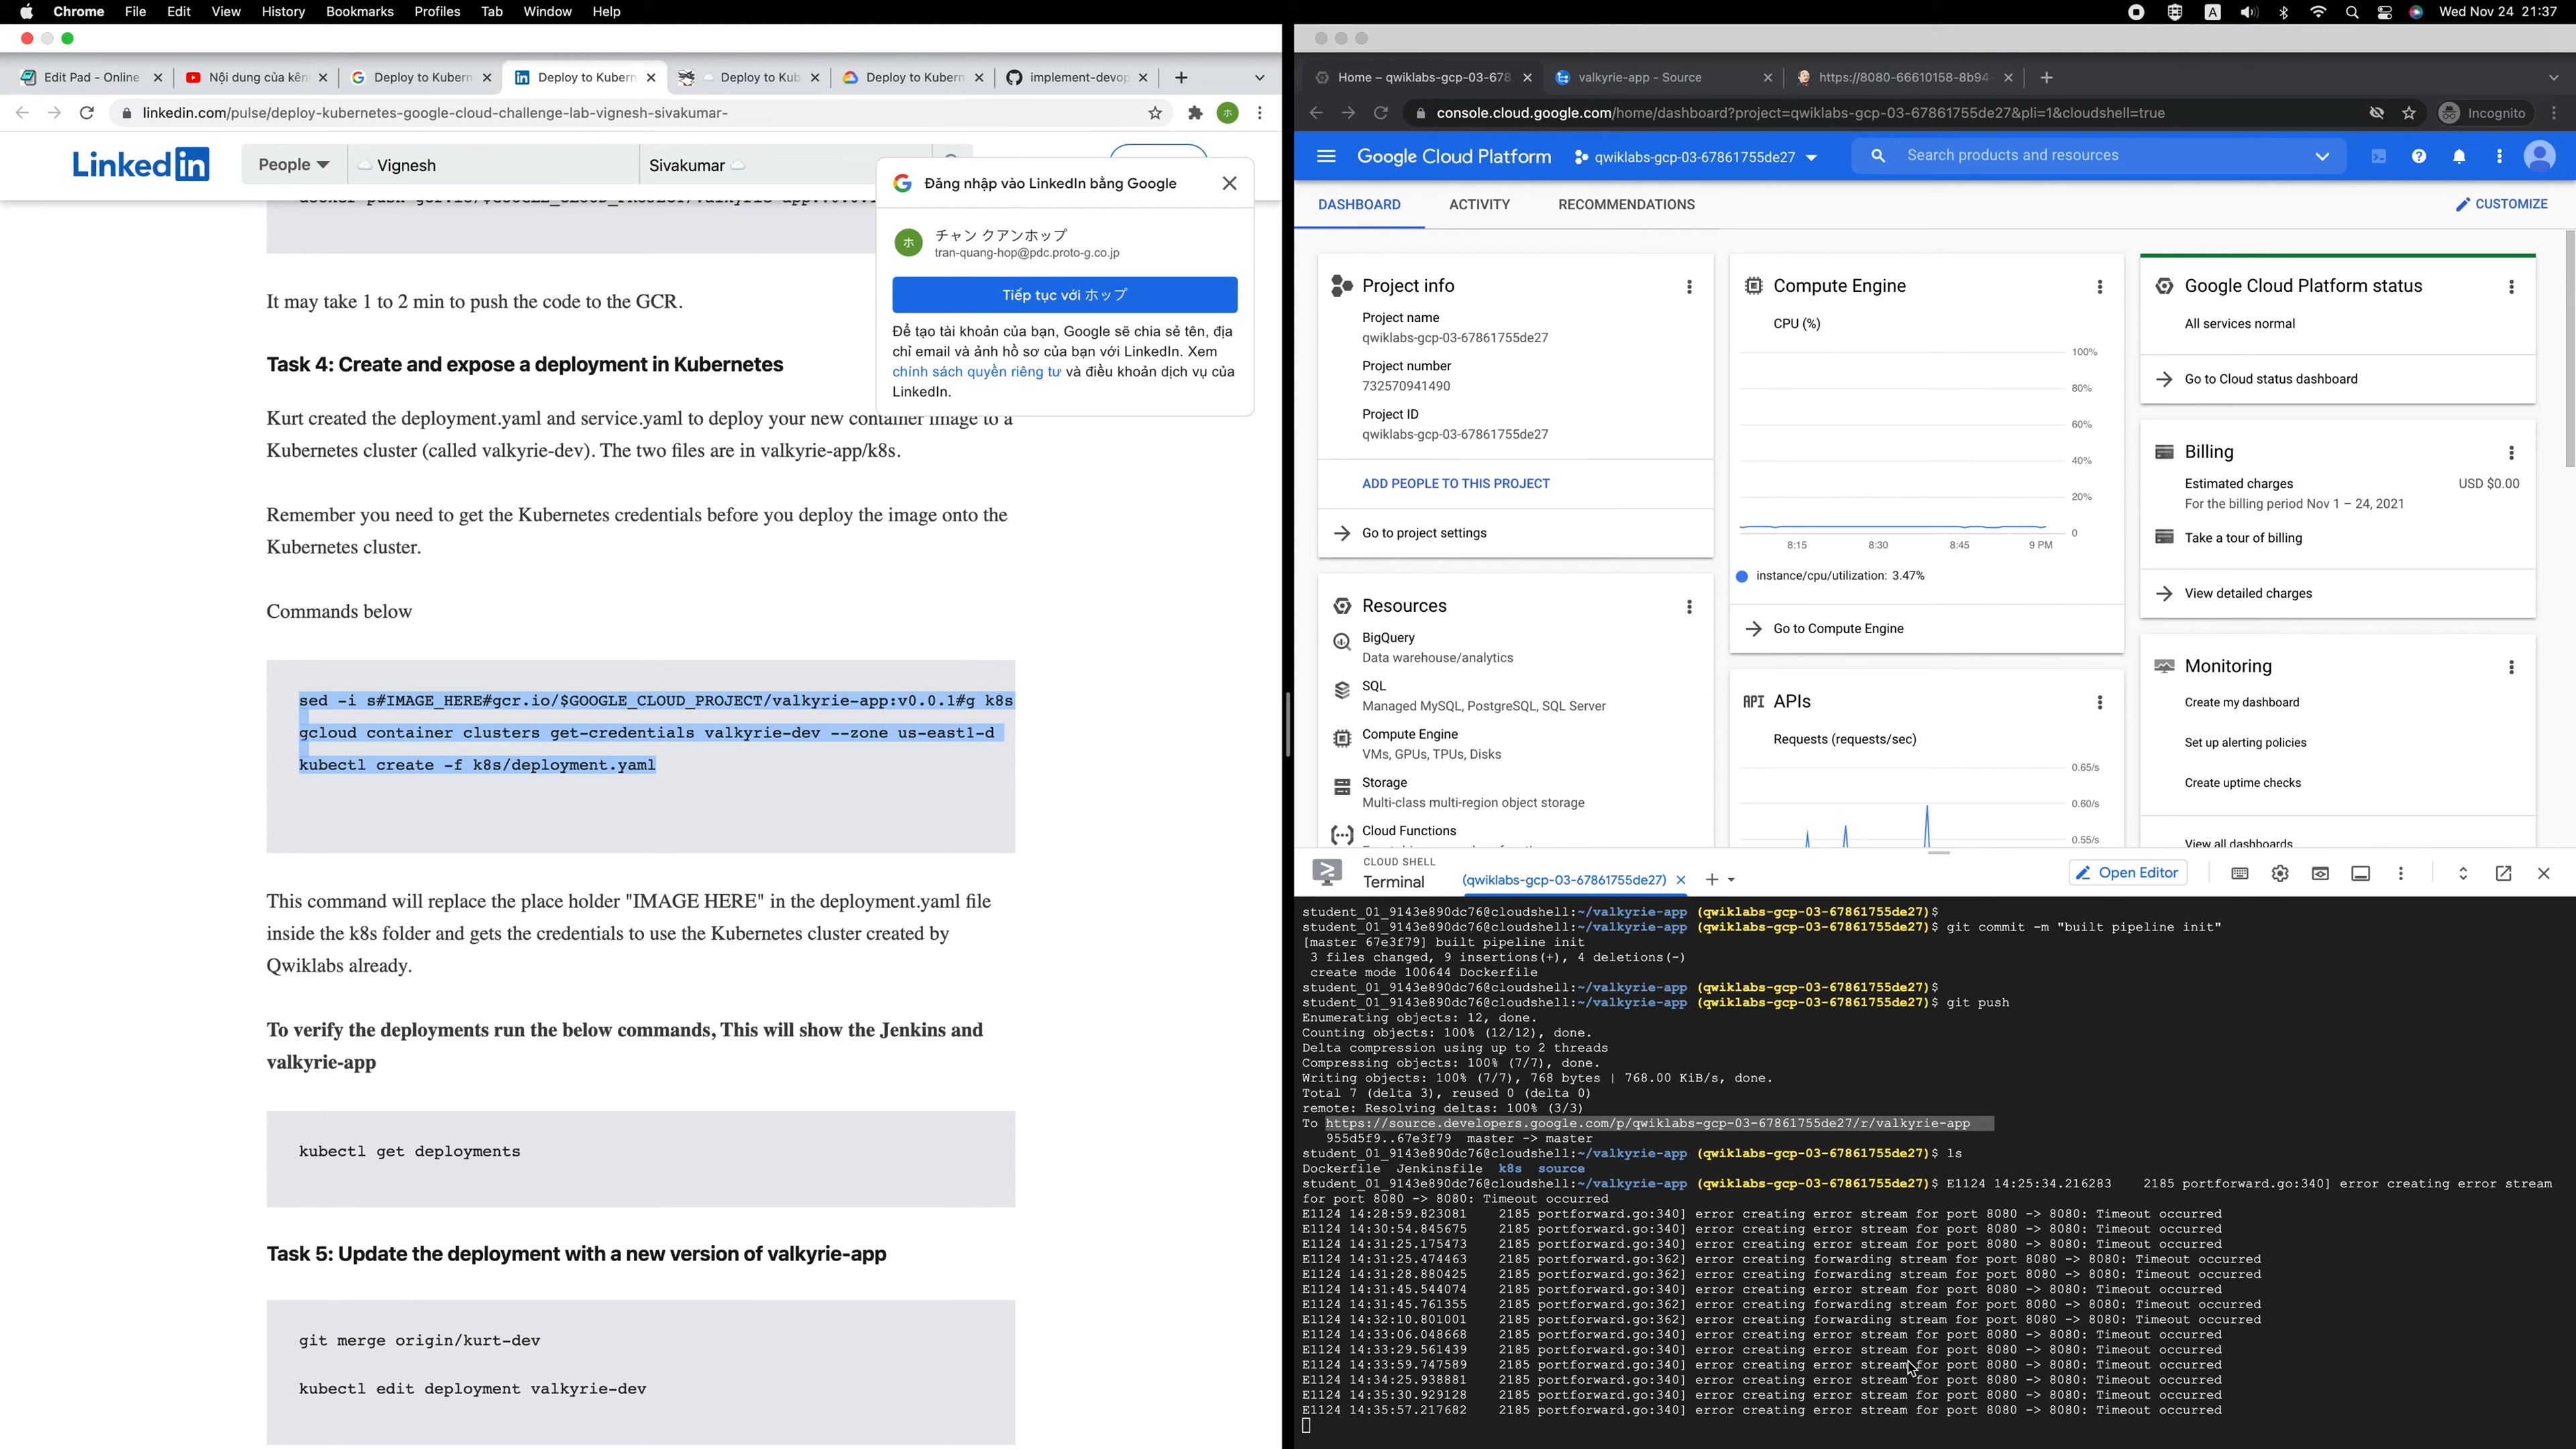 Chrome File Edit View History Bookmarks Profiles Tab Window Help
A Wed Nov 24 21:37
Edit Pad - Online
Nội dung của kên
Deploy to Kubern
Deploy to Kubern
Deploy to Kub
Deploy to Kubern
implement-devop
linkedin.com/pulse/deploy-kubernetes-google-cloud-challenge-lab-vignesh-sivakumar-
ホ
Linkedin
People
Vignesh
Sivakumar
Đăng nhập vào LinkedIn bằng Google
ホ
チャン クアンホップ
tran-quang-hop@pdc.proto-g.co.jp
Tiếp tục với ホップ
Để tạo tài khoản của bạn, Google sẽ chia sẻ tên, địa
chỉ email và ảnh hồ sơ của bạn với LinkedIn. Xem
chính sách quyền riêng tư và điều khoản dịch vụ của
LinkedIn.
It may take 1 to 2 min to push the code to the GCR.
Task 4: Create and expose a deployment in Kubernetes
Kurt created the deployment.yaml and service.yaml to deploy your new container image to a
Kubernetes cluster (called valkyrie-dev). The two files are in valkyrie-app/k8s.
Remember you need to get the Kubernetes credentials before you deploy the image onto the
Kubernetes cluster.
Commands below
sed -i s#IMAGE_HERE#gcr.io/$GOOGLE_CLOUD_PROJECT/valkyrie-app:v0.0.1#g k8s
gcloud container clusters get-credentials valkyrie-dev --zone us-east1-d
kubectl create -f k8s/deployment.yaml
This command will replace the place holder "IMAGE HERE" in the deployment.yaml file
inside the k8s folder and gets the credentials to use the Kubernetes cluster created by
Qwiklabs already.
To verify the deployments run the below commands, This will show the Jenkins and
valkyrie-app
kubectl get deployments
Task 5: Update the deployment with a new version of valkyrie-app
git merge origin/kurt-dev
kubectl edit deployment valkyrie-dev
Home – qwiklabs-gcp-03-678
valkyrie-app - Source
https://8080-66610158-8b94-
console.cloud.google.com/home/dashboard?project=qwiklabs-gcp-03-67861755de27&pli=1&cloudshell=true
Incognito
Google Cloud Platform
qwiklabs-gcp-03-67861755de27
Search products and resources
DASHBOARD
ACTIVITY
RECOMMENDATIONS
CUSTOMIZE
Project info
Project name
qwiklabs-gcp-03-67861755de27
Project number
732570941490
Project ID
qwiklabs-gcp-03-67861755de27
ADD PEOPLE TO THIS PROJECT
Go to project settings
Resources
BigQuery
Data warehouse/analytics
SQL
Managed MySQL, PostgreSQL, SQL Server
Compute Engine
VMs, GPUs, TPUs, Disks
Storage
Multi-class multi-region object storage
Cloud Functions
Compute Engine
CPU (%)
100%
80%
60%
40%
20%
0
8:15 8:30 8:45 9 PM
instance/cpu/utilization: 3.47%
Go to Compute Engine
API APIs
Requests (requests/sec)
0.65/s
0.60/s
0.55/s
Google Cloud Platform status
All services normal
Go to Cloud status dashboard
Billing
Estimated charges USD $0.00
For the billing period Nov 1 – 24, 2021
Take a tour of billing
View detailed charges
Monitoring
Create my dashboard
Set up alerting policies
Create uptime checks
View all dashboards
CLOUD SHELL
Terminal
(qwiklabs-gcp-03-67861755de27)
Open Editor
student_01_9143e890dc76@cloudshell:~/valkyrie-app (qwiklabs-gcp-03-67861755de27)$
student_01_9143e890dc76@cloudshell:~/valkyrie-app (qwiklabs-gcp-03-67861755de27)$ git commit -m "built pipeline init"
[master 67e3f79] built pipeline init
3 files changed, 9 insertions(+), 4 deletions(-)
create mode 100644 Dockerfile
student_01_9143e890dc76@cloudshell:~/valkyrie-app (qwiklabs-gcp-03-67861755de27)$
student_01_9143e890dc76@cloudshell:~/valkyrie-app (qwiklabs-gcp-03-67861755de27)$ git push
Enumerating objects: 12, done.
Counting objects: 100% (12/12), done.
Delta compression using up to 2 threads
Compressing objects: 100% (7/7), done.
Writing objects: 100% (7/7), 768 bytes | 768.00 KiB/s, done.
Total 7 (delta 3), reused 0 (delta 0)
remote: Resolving deltas: 100% (3/3)
To https://source.developers.google.com/p/qwiklabs-gcp-03-67861755de27/r/valkyrie-app
955d5f9..67e3f79 master -> master
student_01_9143e890dc76@cloudshell:~/valkyrie-app (qwiklabs-gcp-03-67861755de27)$ ls
Dockerfile Jenkinsfile k8s source
student_01_9143e890dc76@cloudshell:~/valkyrie-app (qwiklabs-gcp-03-67861755de27)$ E1124 14:25:34.216283 2185 portforward.go:340] error creating error stream
for port 8080 -> 8080: Timeout occurred
E1124 14:28:59.823081 2185 portforward.go:340] error creating error stream for port 8080 -> 8080: Timeout occurred
E1124 14:30:54.845675 2185 portforward.go:340] error creating error stream for port 8080 -> 8080: Timeout occurred
E1124 14:31:25.175473 2185 portforward.go:340] error creating error stream for port 8080 -> 8080: Timeout occurred
E1124 14:31:25.474463 2185 portforward.go:362] error creating forwarding stream for port 8080 -> 8080: Timeout occurred
E1124 14:31:28.880425 2185 portforward.go:362] error creating forwarding stream for port 8080 -> 8080: Timeout occurred
E1124 14:31:45.544074 2185 portforward.go:340] error creating error stream for port 8080 -> 8080: Timeout occurred
E1124 14:31:45.761355 2185 portforward.go:362] error creating forwarding stream for port 8080 -> 8080: Timeout occurred
E1124 14:32:10.801001 2185 portforward.go:362] error creating forwarding stream for port 8080 -> 8080: Timeout occurred
E1124 14:33:06.048668 2185 portforward.go:340] error creating error stream for port 8080 -> 8080: Timeout occurred
E1124 14:33:29.561439 2185 portforward.go:340] error creating error stream for port 8080 -> 8080: Timeout occurred
E1124 14:33:59.747589 2185 portforward.go:340] error creating error stream for port 8080 -> 8080: Timeout occurred
E1124 14:34:25.938881 2185 portforward.go:340] error creating error stream for port 8080 -> 8080: Timeout occurred
E1124 14:35:30.929128 2185 portforward.go:340] error creating error stream for port 8080 -> 8080: Timeout occurred
E1124 14:35:57.217682 2185 portforward.go:340] error creating error stream for port 8080 -> 8080: Timeout occurred